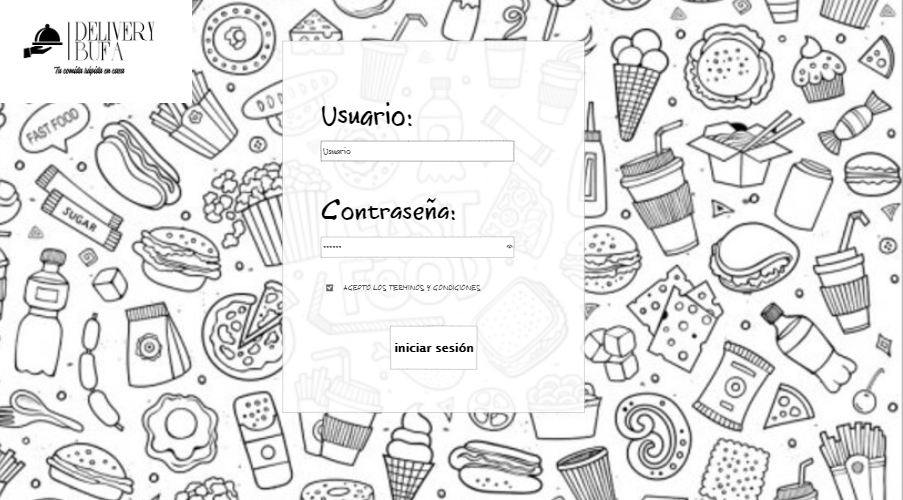 DELIVERY
BUFA
Tu comida rápida en casa
FAST FOOD
SUGAR
Usuario:
Usuario
Contraseña:
******
FAST
FOOD
ACEPTO LOS TERMINOS Y CONDICIONES
iniciar sesión